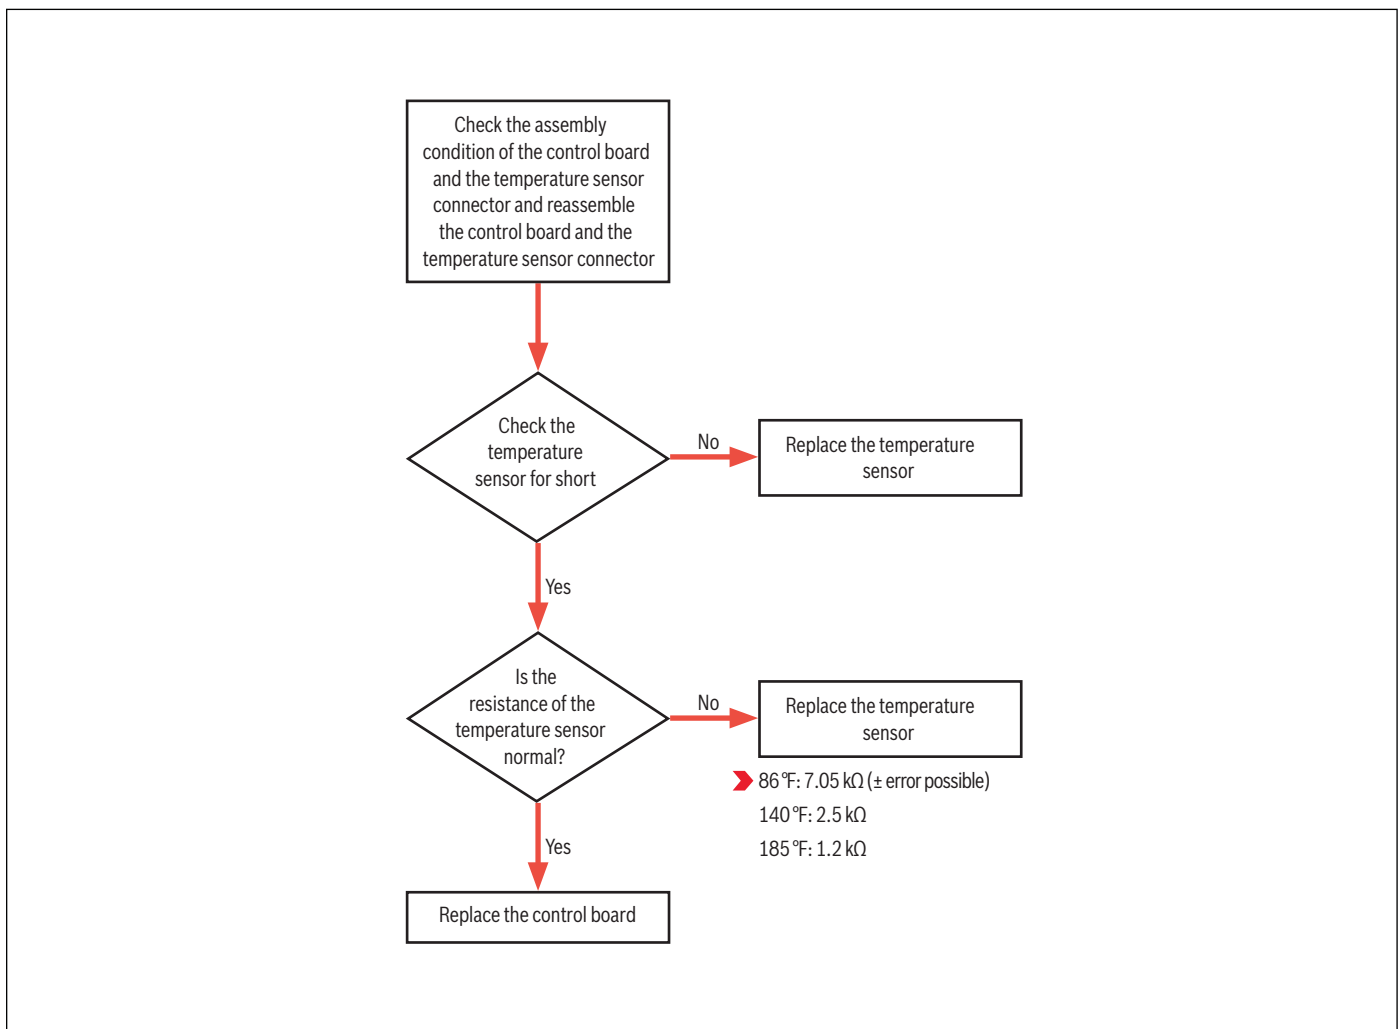 Check the assembly
condition of the control board
and the temperature sensor
connector and reassemble
the control board and the
temperature sensor connector
Check the
temperature
sensor for short
No
Replace the temperature
sensor
Yes
Is the
resistance of the
temperature sensor
normal?
No
Replace the temperature
sensor
86 °F: 7.05 kΩ (± error possible)
140 °F: 2.5 kΩ
185 °F: 1.2 kΩ
Yes
Replace the control board